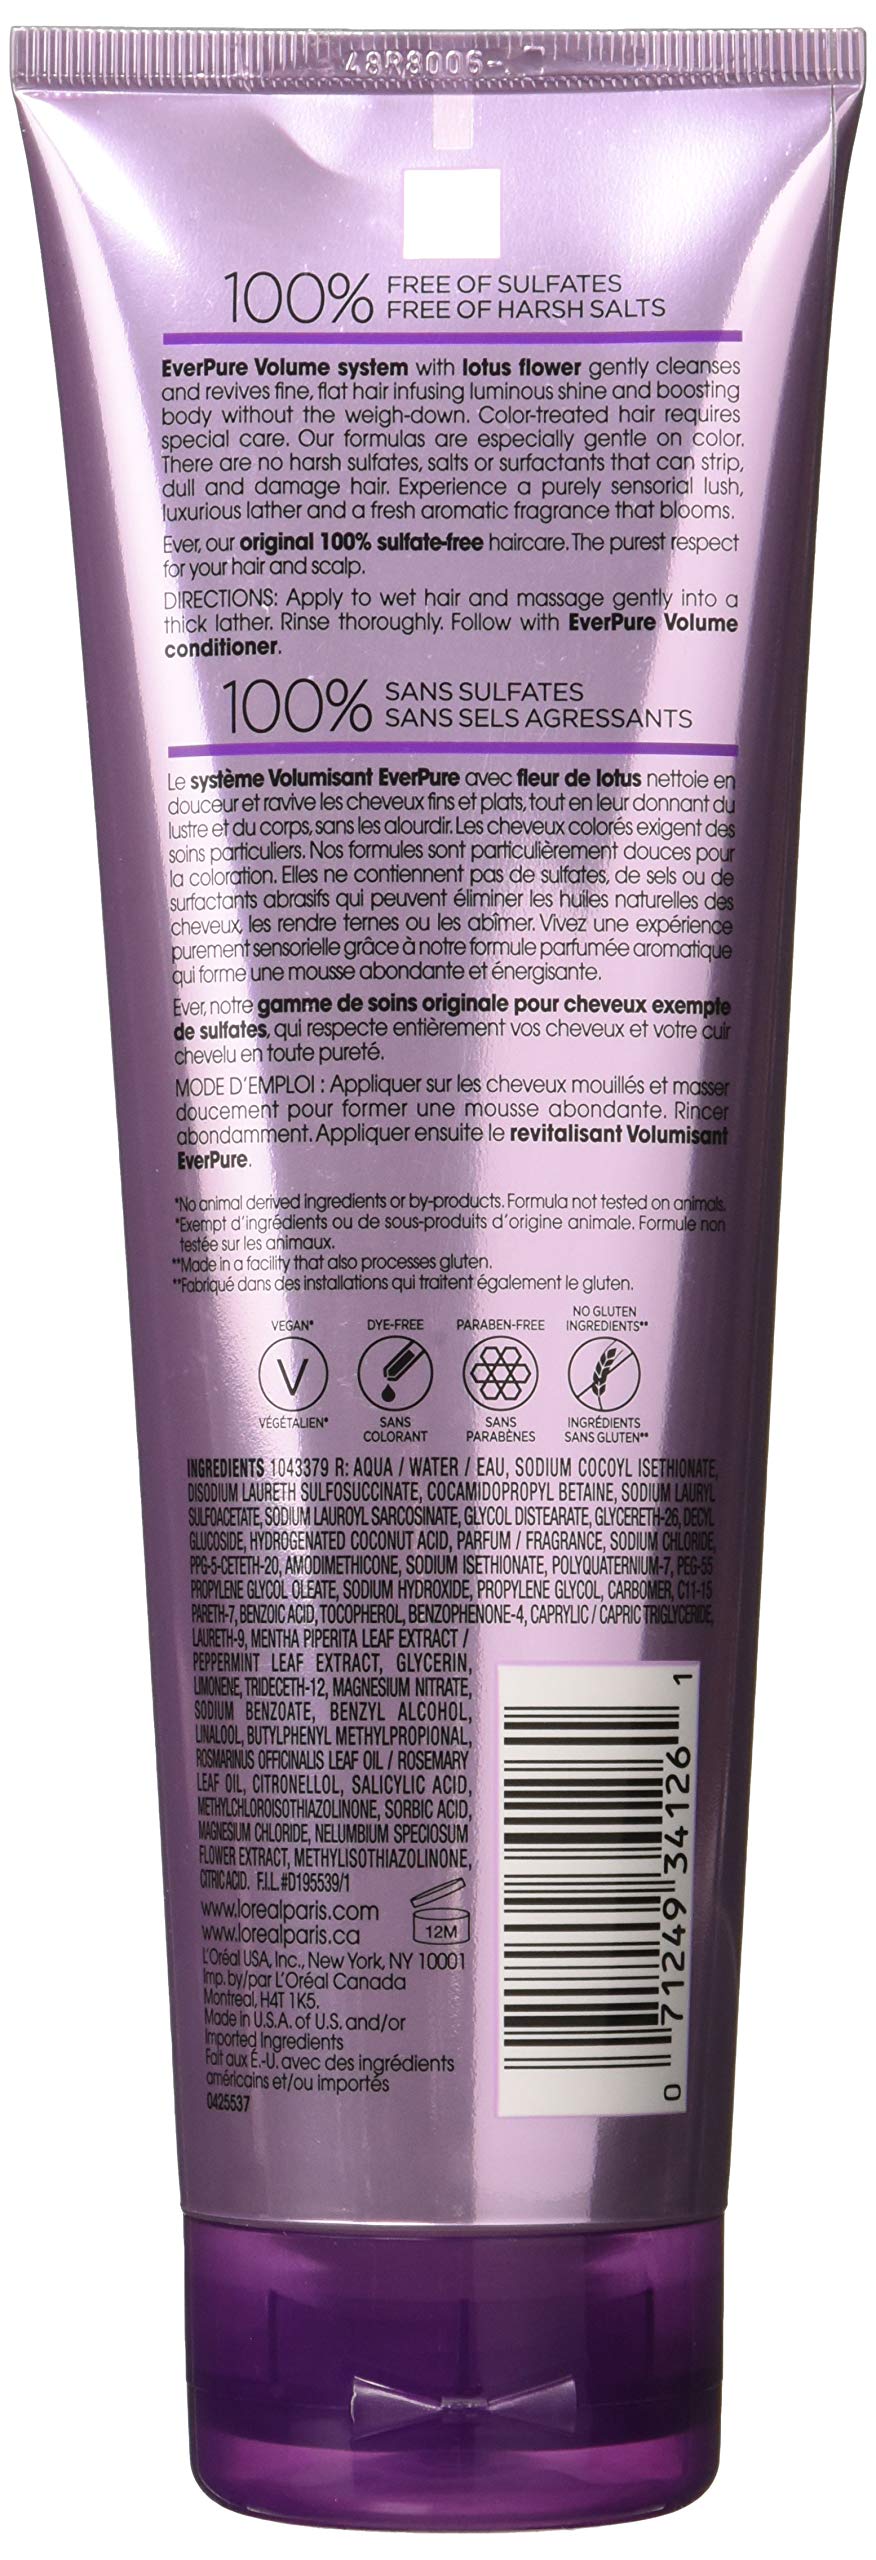 48R8006-
100% FREE OF SULFATES
FREE OF HARSH SALTS
EverPure Volume system with lotus flower gently cleanses
and revives fine, flat hair infusing luminous shine and boosting
body without the weigh-down. Color-treated hair requires
special care. Our formulas are especially gentle on color.
There are no harsh sulfates, salts or surfactants that can strip,
dull and damage hair. Experience a purely sensorial lush,
luxurious lather and a fresh aromatic fragrance that blooms.
Ever, our original 100% sulfate-free haircare. The purest respect
for your hair and scalp.
DIRECTIONS: Apply to wet hair and massage gently into a
thick lather. Rinse thoroughly. Follow with EverPure Volume
conditioner.
100% SANS SULFATES
SANS SELS AGRESSANTS
Le système Volumisant EverPure avec fleur de lotus nettoie en
douceur et ravive les cheveux fins et plats, tout en leur donnant du
lustre et du corps, sans les alourdir. Les cheveux colorés exigent des
soins particuliers. Nos formules sont particulièrement douces pour
la coloration. Elles ne contiennent pas de sulfates, de sels ou de
surfactants abrasifs qui peuvent éliminer les huiles naturelles des
cheveux, les rendre ternes ou les abîmer. Vivez une expérience
purement sensorielle grâce à notre formule parfumée aromatique
qui forme une mousse abondante et énergisante.
Ever, notre gamme de soins originale pour cheveux exempte
de sulfates, qui respecte entièrement vos cheveux et votre cuir
chevelu en toute pureté.
MODE D'EMPLOI : Appliquer sur les cheveux mouillés et masser
doucement pour former une mousse abondante. Rincer
abondamment. Appliquer ensuite le revitalisant Volumisant
EverPure.
*No animal derived ingredients or by-products. Formula not tested on animals.
*Exempt d'ingrédients ou de sous-produits d'origine animale. Formule non
testée sur les animaux.
**Made in a facility that also processes gluten.
**Fabriqué dans des installations qui traitent également le gluten.
VEGAN* DYE-FREE PARABEN-FREE NO GLUTEN
INGREDIENTS**
V
VÉGÉTALIEN* SANS
COLORANT SANS
PARABÈNES INGRÉDIENTS
SANS GLUTEN**
INGREDIENTS 1043379 R: AQUA / WATER / EAU, SODIUM COCOYL ISETHIONATE,
DISODIUM LAURETH SULFOSUCCINATE, COCAMIDOPROPYL BETAINE, SODIUM LAURYL
SULFOACETATE, SODIUM LAUROYL SARCOSINATE, GLYCOL DISTEARATE, GLYCERETH-26, DECYL
GLUCOSIDE, HYDROGENATED COCONUT ACID, PARFUM / FRAGRANCE, SODIUM CHLORIDE,
PPG-5-CETETH-20, AMODIMETHICONE, SODIUM ISETHIONATE, POLYQUATERNIUM-7, PEG-55
PROPYLENE GLYCOL OLEATE, SODIUM HYDROXIDE, PROPYLENE GLYCOL, CARBOMER, C11-15
PARETH-7, BENZOIC ACID, TOCOPHEROL, BENZOPHENONE-4, CAPRYLIC / CAPRIC TRIGLYCERIDE,
LAURETH-9, MENTHA PIPERITA LEAF EXTRACT /
PEPPERMINT LEAF EXTRACT, GLYCERIN,
LIMONENE, TRIDECETH-12, MAGNESIUM NITRATE,
SODIUM BENZOATE, BENZYL ALCOHOL,
LINALOOL, BUTYLPHENYL METHYLPROPIONAL,
ROSMARINUS OFFICINALIS LEAF OIL / ROSEMARY
LEAF OIL, CITRONELLOL, SALICYLIC ACID,
METHYLCHLOROISOTHIAZOLINONE, SORBIC ACID,
MAGNESIUM CHLORIDE, NELUMBIUM SPECIOSUM
FLOWER EXTRACT, METHYLISOTHIAZOLINONE,
CITRIC ACID. F.I.L.#D195539/1
www.lorealparis.com
www.lorealparis.ca
12M
L'Oréal USA, Inc., New York, NY 10001
Imp. by/par L'Oréal Canada
Montreal, H4T 1K5.
Made in U.S.A. of U.S. and/or
Imported Ingredients
Fait aux É.-U. avec des ingrédients
américains et/ou importés
0425537
0 71249 34126 1